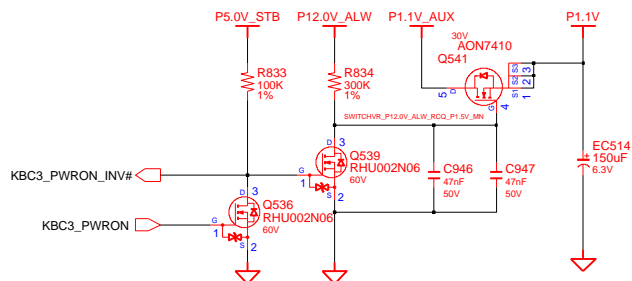 P5.0V_STB
P12.0V_ALW
P1.1V_AUX
P1.1V
30V
AON7410
Q541
R833
100K
1%
R834
300K
1%
5
D
S3
S2
S1
3
2
1
G
4
SWITCHVR_P12.0V_ALW_RCQ_P1.5V_MN
D
3
Q539
RHU002N06
60V
G
1
S
2
C946
47nF
50V
C947
47nF
50V
EC514
150uF
6.3V
KBC3_PWRON_INV#
D
3
Q536
RHU002N06
60V
G
1
S
2
KBC3_PWRON